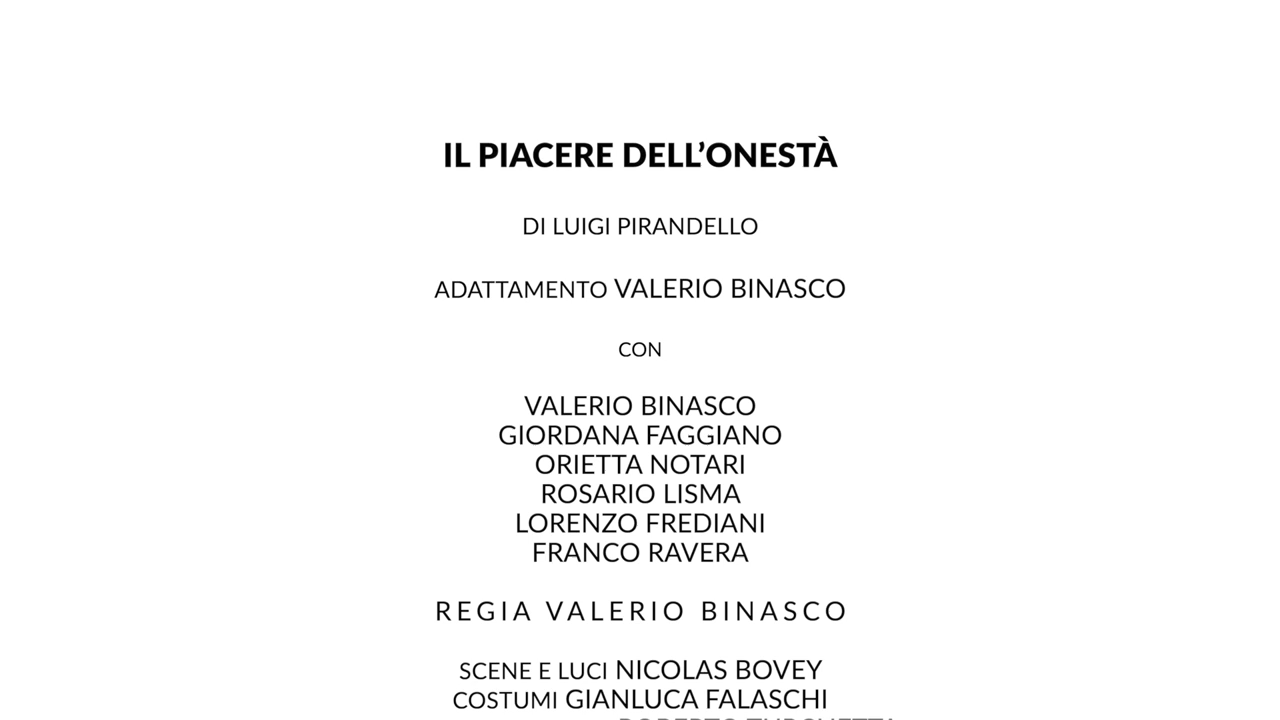 IL PIACERE DELL’ONESTÀ
DI LUIGI PIRANDELLO
ADATTAMENTO VALERIO BINASCO
CON
VALERIO BINASCO
GIORDANA FAGGIANO
ORIETTA NOTARI
ROSARIO LISMA
LORENZO FREDIANI
FRANCO RAVERA
REGIA VALERIO BINASCO
SCENE E LUCI NICOLAS BOVEY
COSTUMI GIANLUCA FALASCHI